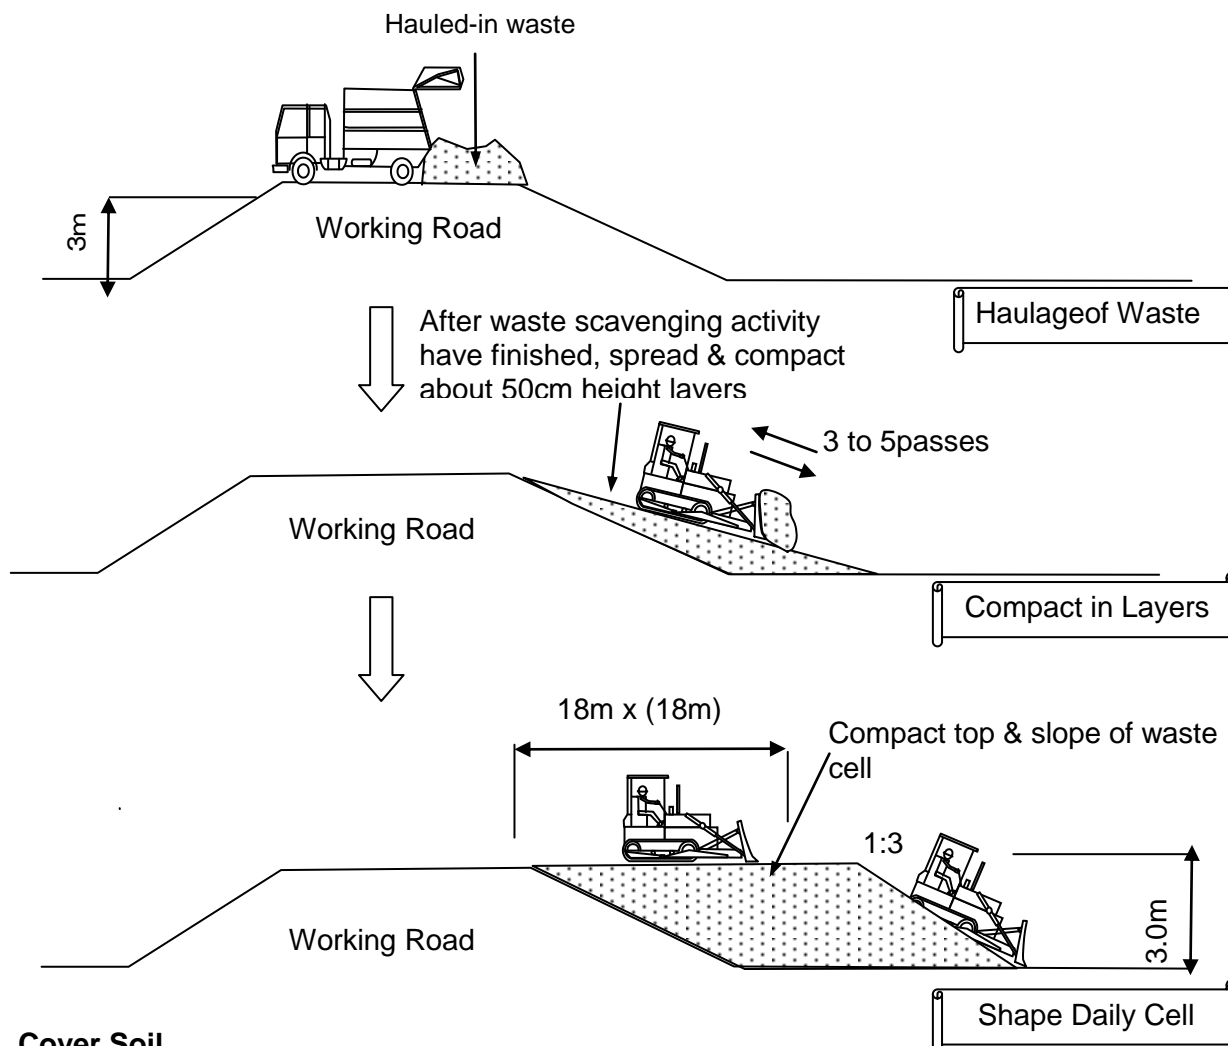 Hauled-in waste
3m
Working Road
Haulageof Waste
After waste scavenging activity
have finished, spread & compact
about 50cm height layers
3 to 5passes
Working Road
Compact in Layers
18m x (18m)
Compact top & slope of waste
cell
1:3
3.0m
Working Road
Shape Daily Cell
Cover Soil